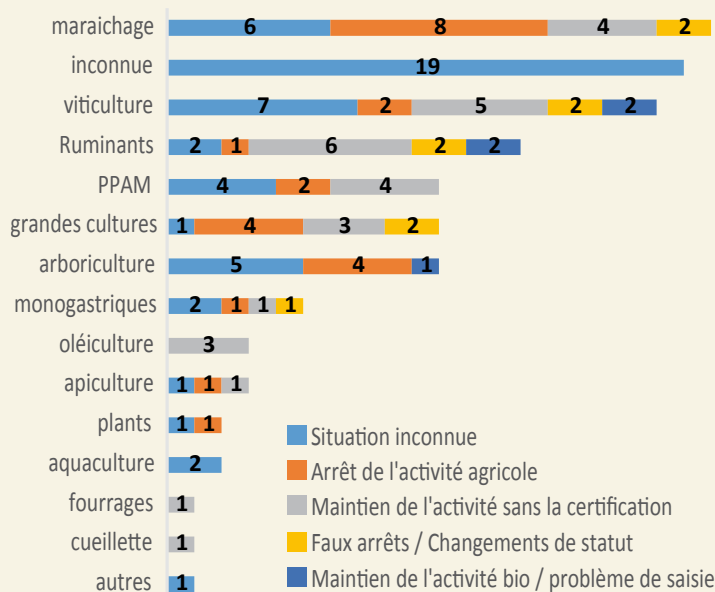 maraichage 6 8 4 2
inconnue 19
viticulture 7 2 5 2 2
Ruminants 2 1 6 2 2
PPAM 4 2 4
grandes cultures 1 4 3 2
arboriculture 5 4 1
monogastriques 2 1 1 1
oléiculture 3
apiculture 1 1 1
plants 1 1
aquaculture 2
fourrages 1
cueillette 1
autres 1
Situation inconnue
Arrêt de l'activité agricole
Maintien de l'activité sans la certification
Faux arrêts / Changements de statut
Maintien de l'activité bio / problème de saisie